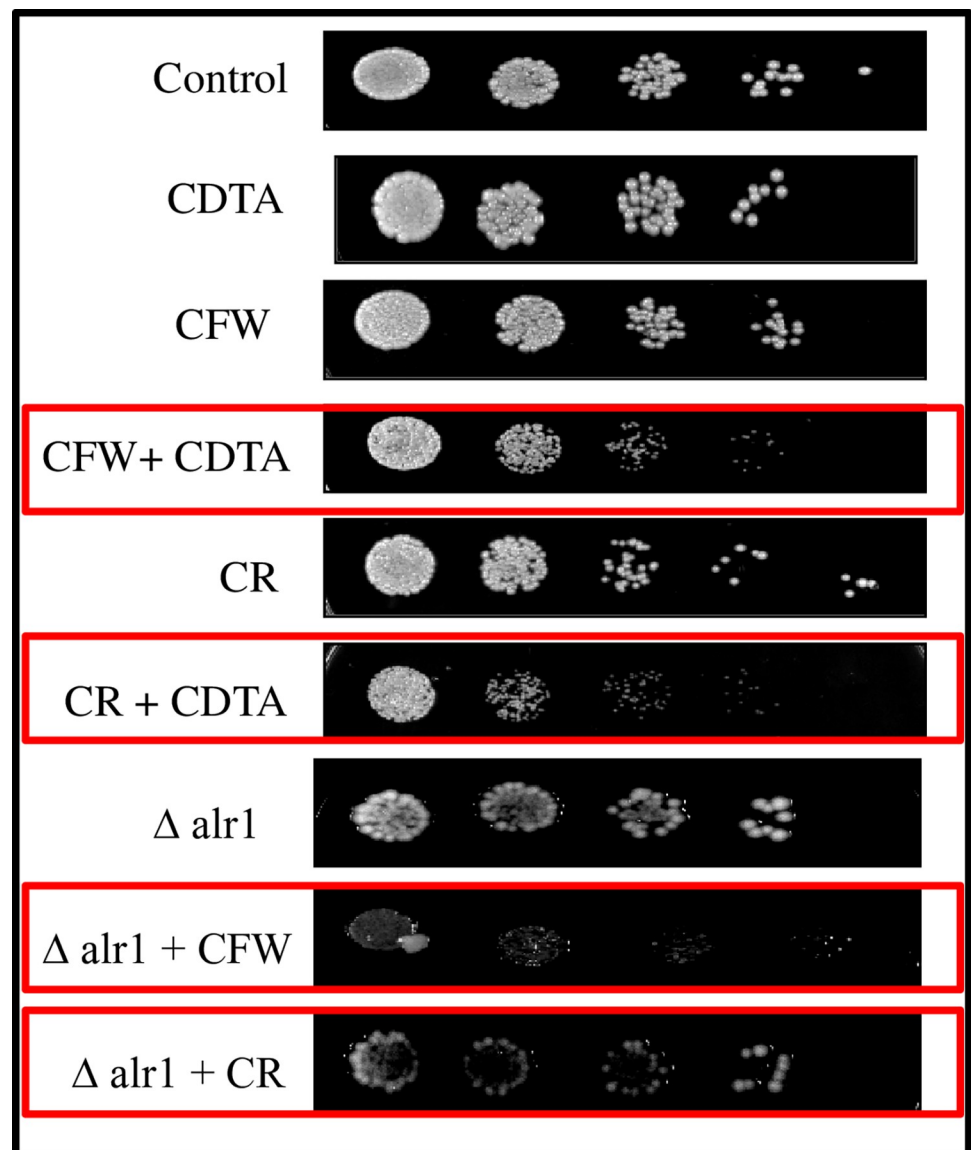 Control
CDTA
CFW
CFW+ CDTA
CR
CR + CDTA
Δ alr1
Δ alr1 + CFW
Δ alr1 + CR